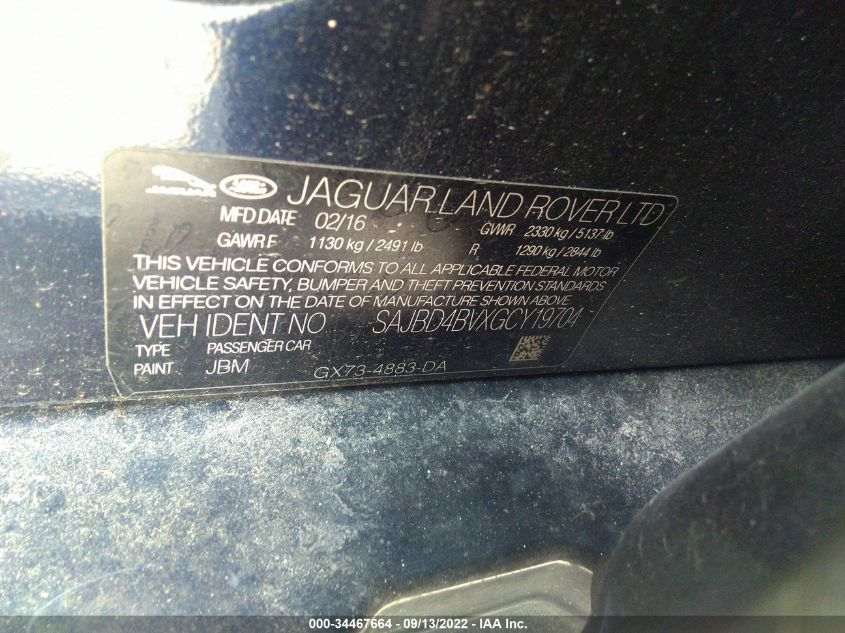 JAGUAR LAND ROVER LTD
MFD DATE 02/16 GVWR 2330 kg / 5137 lb
GAWR F 1130 kg / 2491 lb R 1290 kg / 2844 lb
THIS VEHICLE CONFORMS TO ALL APPLICABLE FEDERAL MOTOR
VEHICLE SAFETY, BUMPER AND THEFT PREVENTION STANDARDS
IN EFFECT ON THE DATE OF MANUFACTURE SHOWN ABOVE
VEH IDENT NO SAJBD4BVXGCY19704
TYPE PASSENGER CAR
PAINT JBM GX73-4883-DA
000-34467664 - 09/13/2022 - IAA Inc.